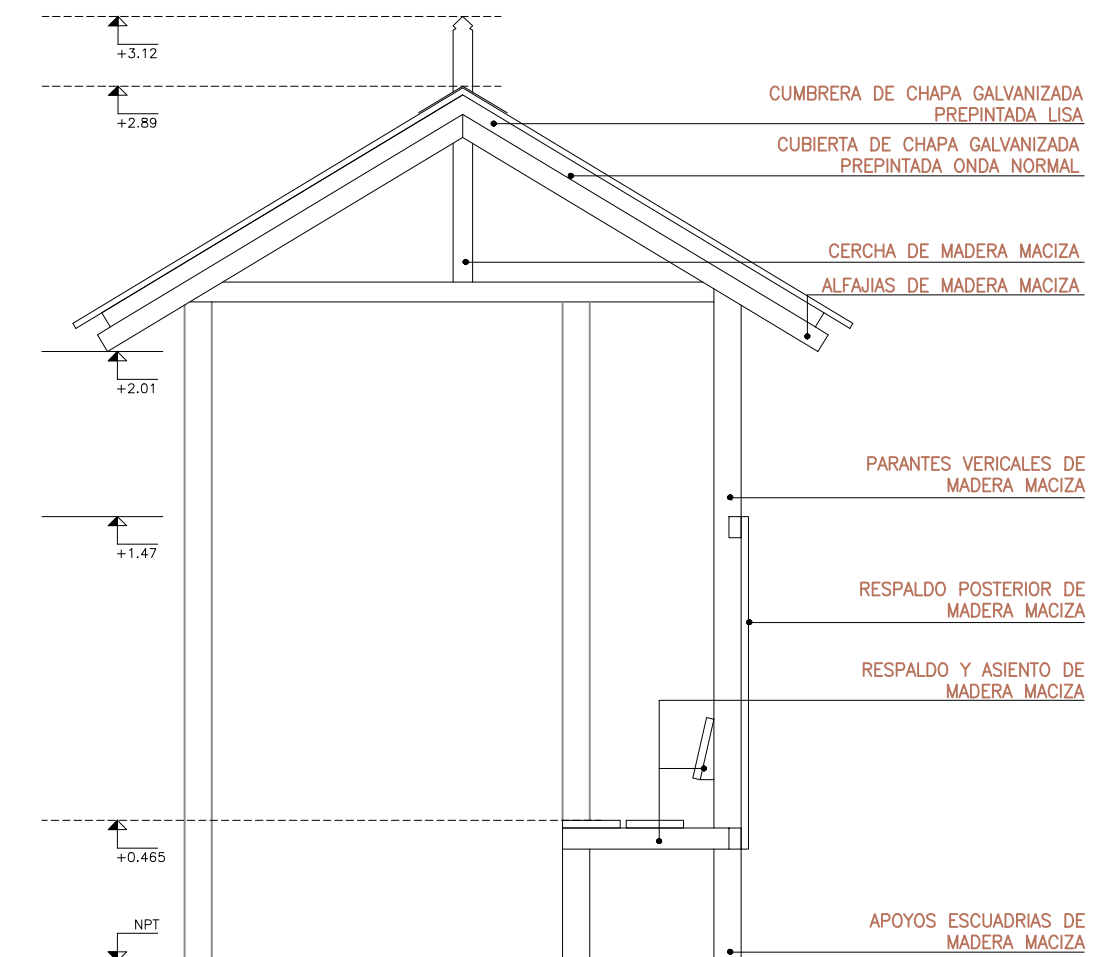 +3.12
+2.89
CUMBRERA DE CHAPA GALVANIZADA
PREPINTADA LISA
CUBIERTA DE CHAPA GALVANIZADA
PREPINTADA ONDA NORMAL
CERCHA DE MADERA MACIZA
ALFAJIAS DE MADERA MACIZA
+2.01
PARANTES VERICALES DE
MADERA MACIZA
+1.47
RESPALDO POSTERIOR DE
MADERA MACIZA
RESPALDO Y ASIENTO DE
MADERA MACIZA
+0.465
NPT
APOYOS ESCUADRIAS DE
MADERA MACIZA